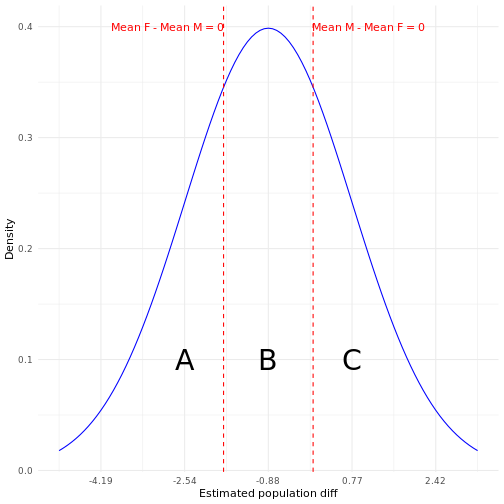 Mean F - Mean M = 0
Mean M - Mean F = 0
0.4
0.3
0.2
0.1
0.0
Density
A
B
C
-4.19
-2.54
-0.88
0.77
2.42
Estimated population diff